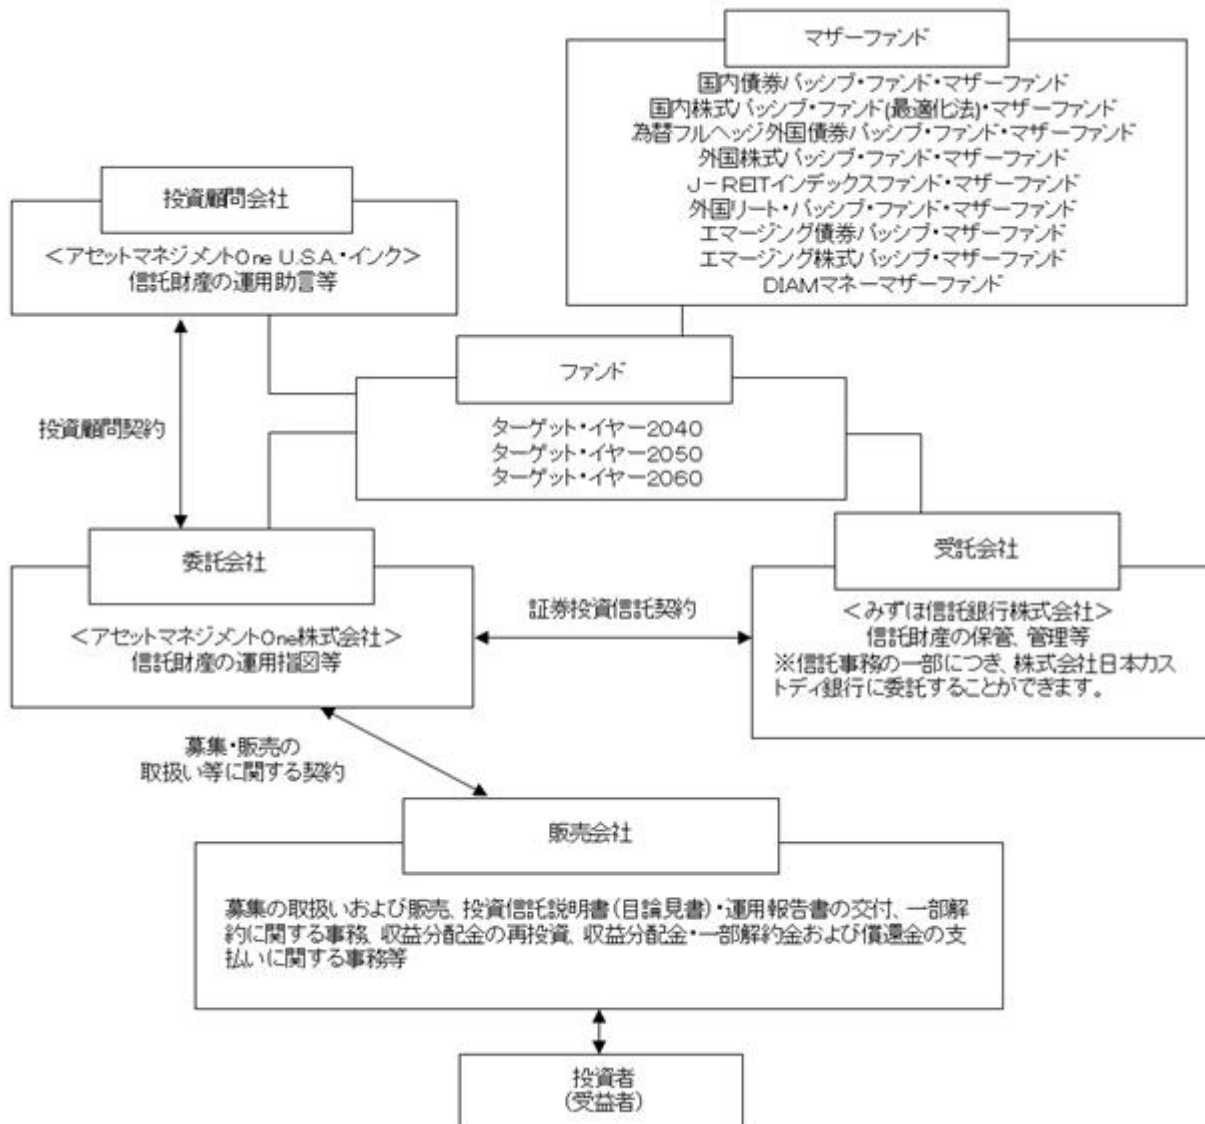 マザーファンド
国内債券パッシブ・ファンド・マザーファンド
国内株式パッシブ・ファンド(最適化法)・マザーファンド
為替フルヘッジ外国債券パッシブ・ファンド・マザーファンド
外国株式パッシブ・ファンド・マザーファンド
J-REITインデックスファンド・マザーファンド
外国リート・パッシブ・ファンド・マザーファンド
エマージング債券パッシブ・マザーファンド
エマージング株式パッシブ・マザーファンド
DIAMマネーマザーファンド
投資顧問会社
<アセットマネジメントOne U.S.A.・インク>
信託財産の運用助言等
ファンド
ターゲット・イヤー2040
ターゲット・イヤー2050
ターゲット・イヤー2060
投資顧問契約
委託会社
<アセットマネジメントOne株式会社>
信託財産の運用指図等
証券投資信託契約
受託会社
<みずほ信託銀行株式会社>
信託財産の保管、管理等
※信託事務の一部につき、株式会社日本カス
トディ銀行に委託することができます。
募集・販売の
取扱い等に関する契約
販売会社
募集の取扱いおよび販売、投資信託説明書(目論見書)・運用報告書の交付、一部解
約に関する事務、収益分配金の再投資、収益分配金・一部解約金および償還金の支
払いに関する事務等
投資者
(受益者)